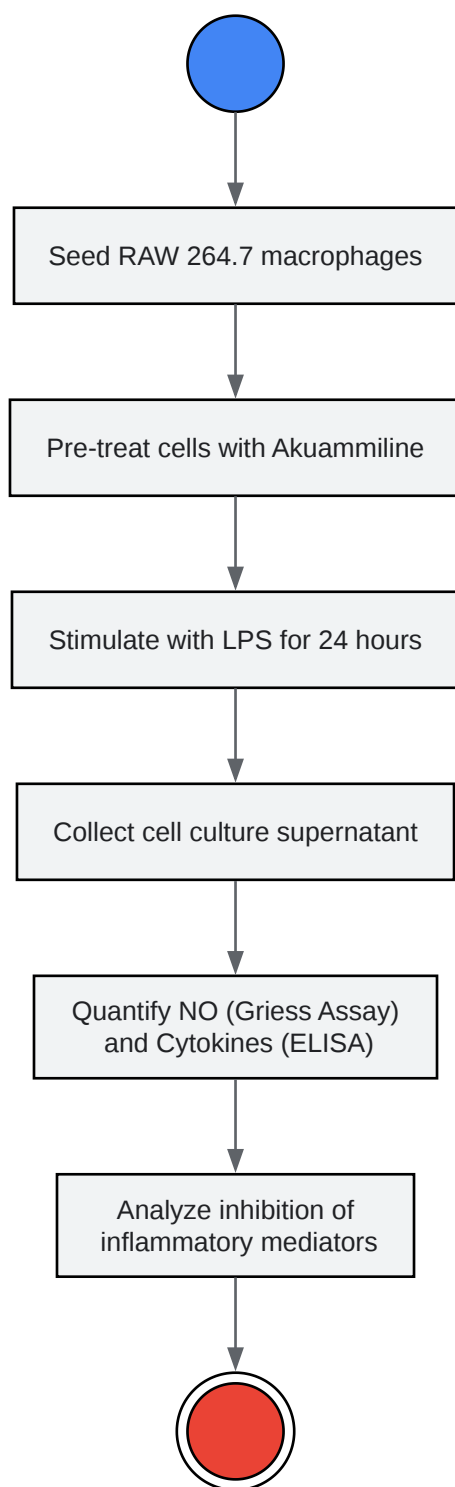 Seed RAW 264.7 macrophages
Pre-treat cells with Akuammiline
Stimulate with LPS for 24 hours
Collect cell culture supernatant
Quantify NO (Griess Assay)
and Cytokines (ELISA)
Analyze inhibition of
inflammatory mediators